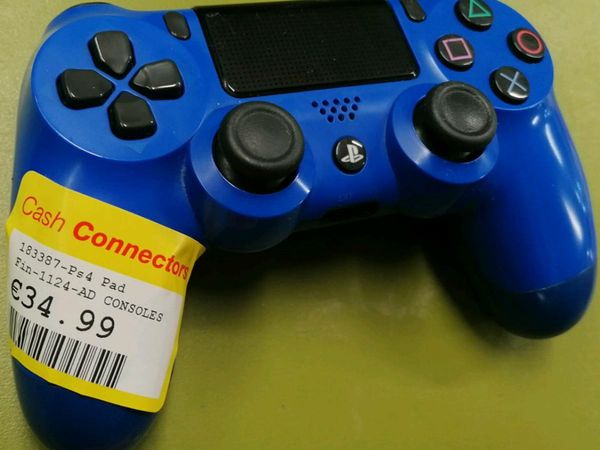 Cash Connectors
183387-Ps4 Pad
Fin-1124-AD CONSOLES
€34.99